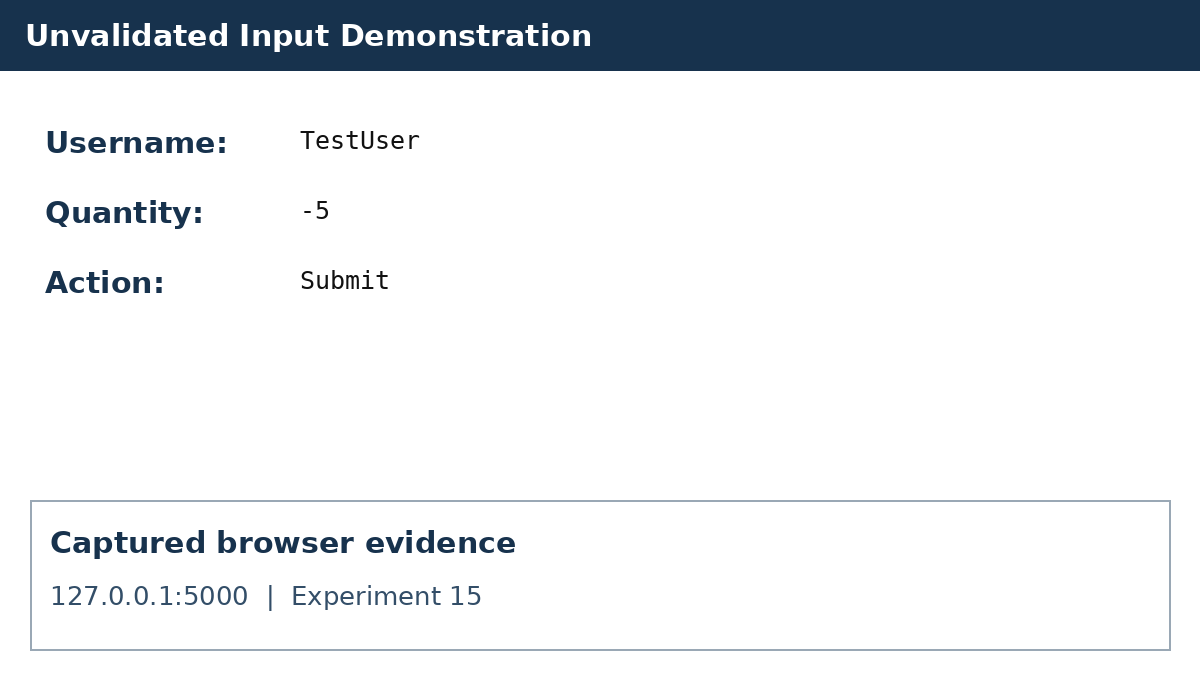 Unvalidated Input Demonstration
Username: TestUser
Quantity: -5
Action: Submit
Captured browser evidence
127.0.0.1:5000 | Experiment 15